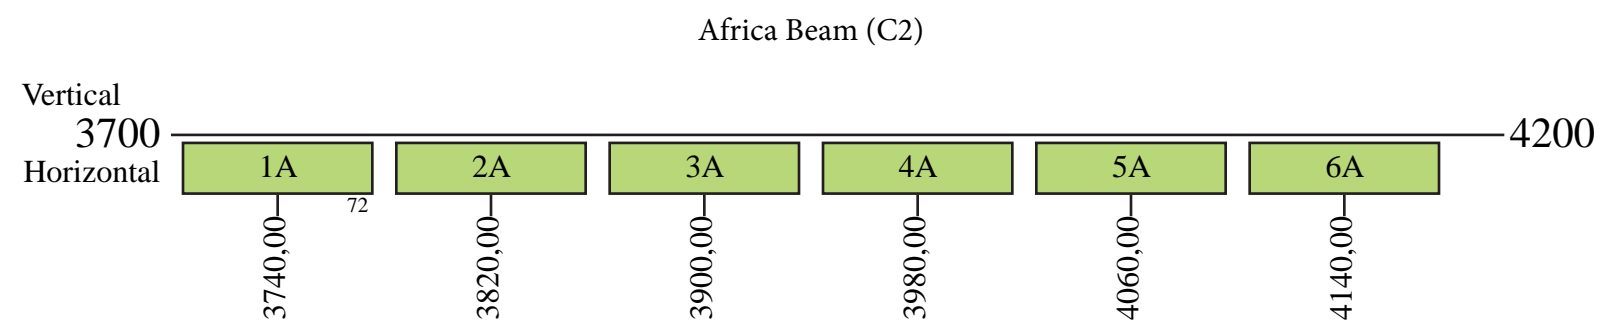 Africa Beam (C2)
Vertical
3700 4200
Horizontal 1A 2A 3A 4A 5A 6A
72
3740,00 3820,00 3900,00 3980,00 4060,00 4140,00